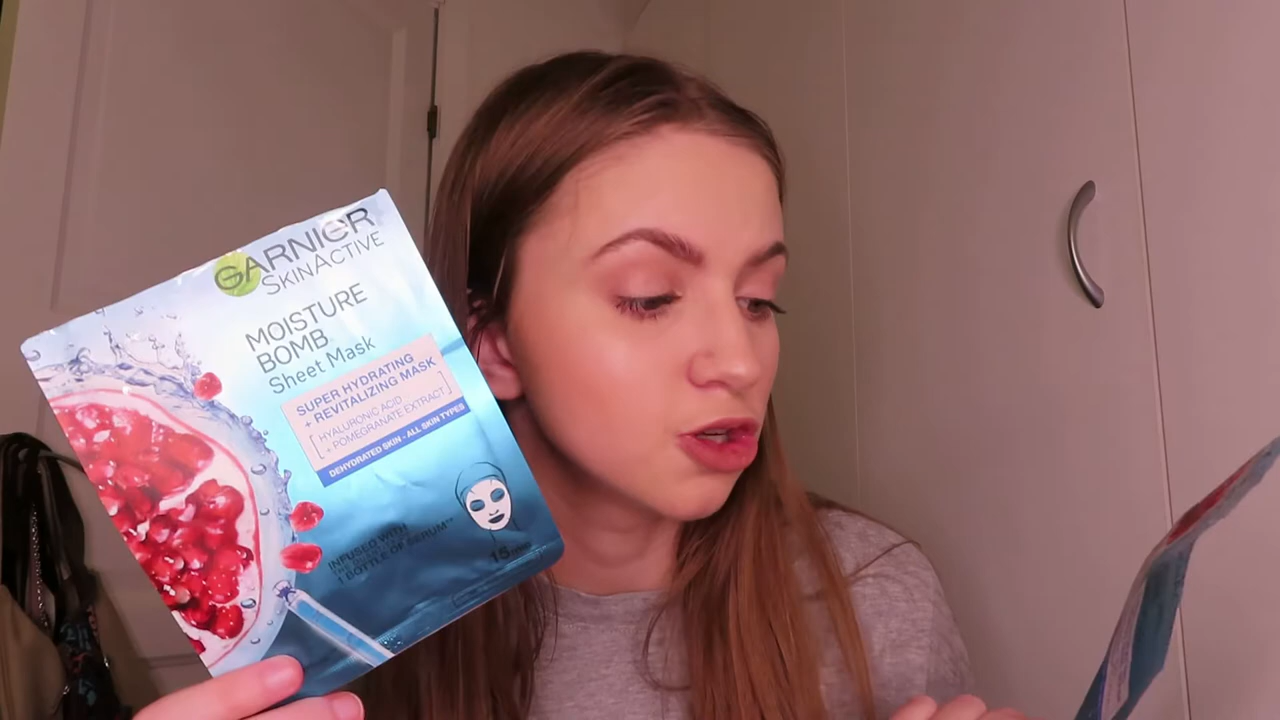 GARNIER
SKINACTIVE
MOISTURE
BOMB
Sheet Mask
SUPER HYDRATING
+ REVITALIZING MASK
[HYALURONIC ACID
+ POMEGRANATE EXTRACT]
DEHYDRATED SKIN - ALL SKIN TYPES
INFUSED WITH
1 BOTTLE OF SERUM**
15